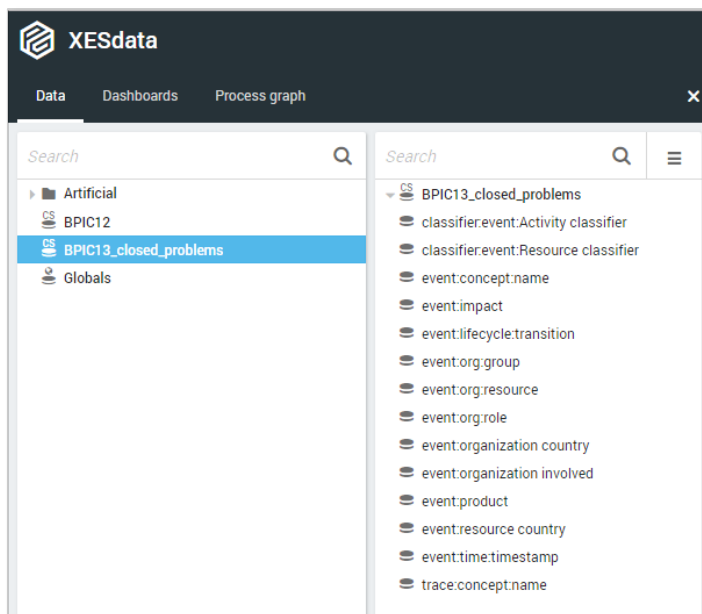 XESdata
Data Dashboards Process graph
Search
Artificial
CS BPIC12
CS BPIC13_closed_problems
Globals
Search
CS BPIC13_closed_problems
classifier:event:Activity classifier
classifier:event:Resource classifier
event:concept:name
event:impact
event:lifecycle:transition
event:org:group
event:org:resource
event:org:role
event:organization country
event:organization involved
event:product
event:resource country
event:time:timestamp
trace:concept:name